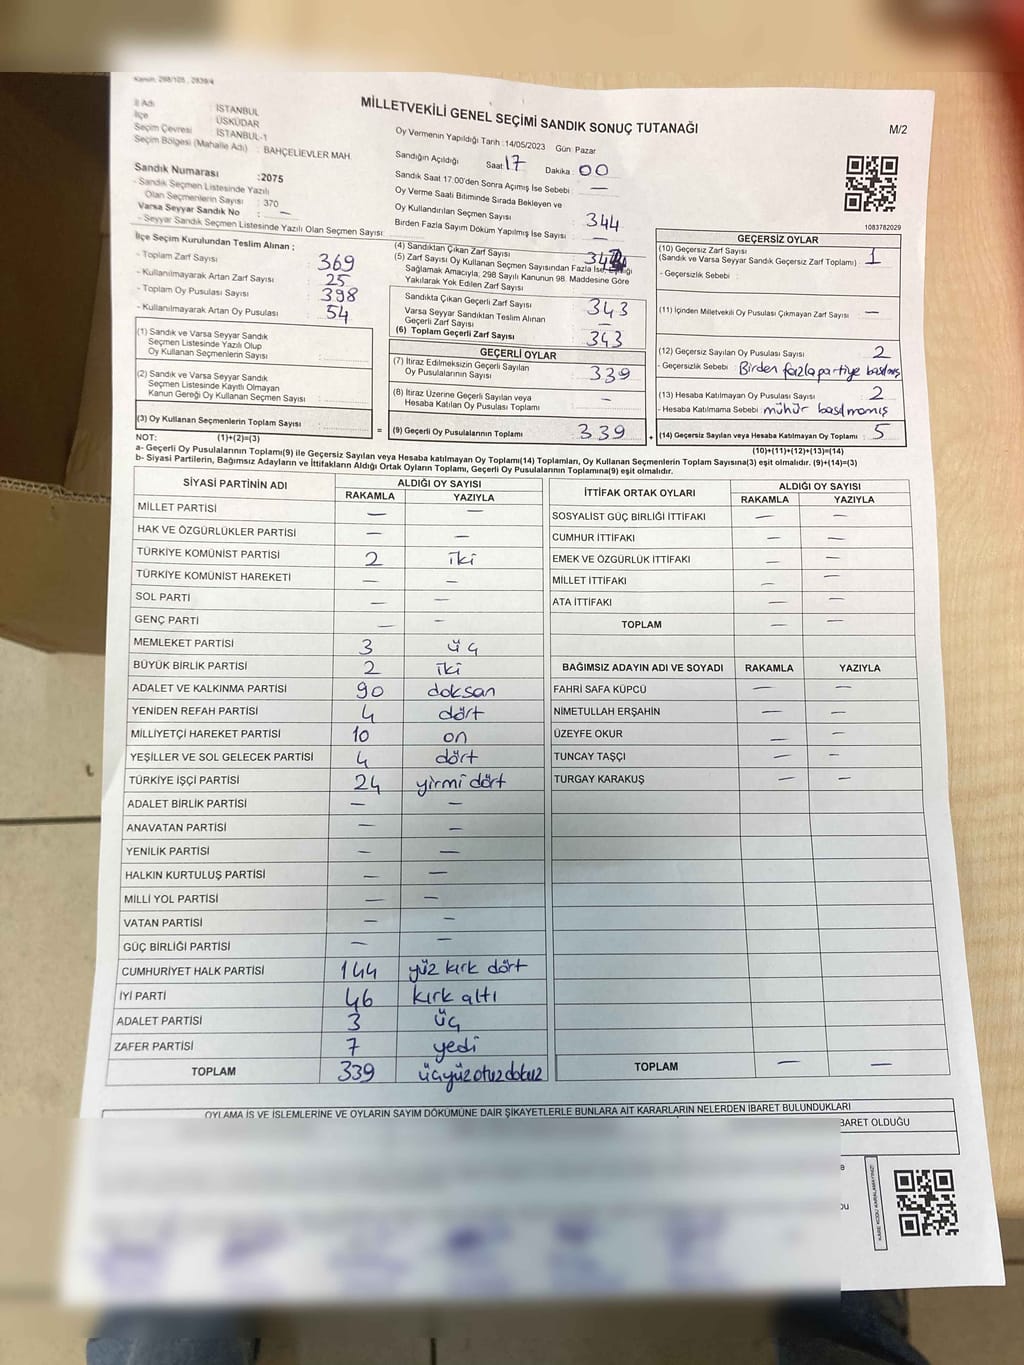 Kanun, 298/105 , 2839/4
MİLLETVEKİLİ GENEL SEÇİMİ SANDIK SONUÇ TUTANAĞI
M/2
İl Adı : İSTANBUL
İlçe : ÜSKÜDAR
Seçim Çevresi : İSTANBUL-1
Seçim Bölgesi (Mahalle Adı) : BAHÇELİEVLER MAH.
Sandık Numarası :2075
- Sandık Seçmen Listesinde Yazılı
Olan Seçmenlerin Sayısı : 370
Varsa Seyyar Sandık No : —
- Seyyar Sandık Seçmen Listesinde Yazılı Olan Seçmen Sayısı:
Oy Vermenin Yapıldığı Tarih :14/05/2023 Gün: Pazar
Sandığın Açıldığı Saat: 17 Dakika : 00
Sandık Saat 17:00'den Sonra Açımış İse Sebebi : —
Oy Verme Saati Bitiminde Sırada Bekleyen ve
Oy Kullandırılan Seçmen Sayısı : 344
Birden Fazla Sayım Döküm Yapılmış İse Sayısı : —
1083782029
İlçe Seçim Kurulundan Teslim Alınan ;
- Toplam Zarf Sayısı : 369
- Kullanılmayarak Artan Zarf Sayısı : 25
- Toplam Oy Pusulası Sayısı : 398
- Kullanılmayarak Artan Oy Pusulası : 54
(1) Sandık ve Varsa Seyyar Sandık
Seçmen Listesinde Yazılı Olup
Oy Kullanan Seçmenlerin Sayısı :
(2) Sandık ve Varsa Seyyar Sandık
Seçmen Listesinde Kayıtlı Olmayan
Kanun Gereği Oy Kullanan Seçmen Sayısı :
(3) Oy Kullanan Seçmenlerin Toplam Sayısı :
(4) Sandıktan Çıkan Zarf Sayısı :
(5) Zarf Sayısı Oy Kullanan Seçmen Sayısından Fazla İse,
Sağlamak Amacıyla, 298 Sayılı Kanunun 98. Maddesine Göre
Yakılarak Yok Edilen Zarf Sayısı
Sandıkta Çıkan Geçerli Zarf Sayısı : 343
Varsa Seyyar Sandıktan Teslim Alınan
Geçerli Zarf Sayısı : —
(6) Toplam Geçerli Zarf Sayısı : 343
GEÇERLİ OYLAR
(7) İtiraz Edilmeksizin Geçerli Sayılan
Oy Pusulalarının Sayısı : 339
(8) İtiraz Üzerine Geçerli Sayılan veya
Hesaba Katılan Oy Pusulası Toplamı : —
= (9) Geçerli Oy Pusulalarının Toplamı : 339
GEÇERSİZ OYLAR
(10) Geçersiz Zarf Sayısı
(Sandık ve Varsa Seyyar Sandık Geçersiz Zarf Toplamı) : 1
- Geçersizlik Sebebi :
(11) İçinden Milletvekili Oy Pusulası Çıkmayan Zarf Sayısı : —
(12) Geçersiz Sayılan Oy Pusulası Sayısı : 2
- Geçersizlik Sebebi : Birden fazla partiye basılmış
(13) Hesaba Katılmayan Oy Pusulası Sayısı : 2
- Hesaba Katılmama Sebebi : mühür basılmamış
+ (14) Geçersiz Sayılan veya Hesaba Katılmayan Oy Toplamı : 5
NOT: (1)+(2)=(3)
(10)+(11)+(12)+(13)=(14)
a- Geçerli Oy Pusulaları Toplamı(9) ile Geçersiz Sayılan veya Hesaba Katılmayan Oy Toplamı(14) Toplamları, Oy Kullanan Seçmenlerin Toplam Sayısına(3) eşit olmalıdır. (9)+(14)=(3)
b- Siyasi Partilerin, Bağımsız Adayların ve İttifakların Aldığı Ortak Oyların Toplamı, Geçerli Oy Pusulalarının Toplamına(9) eşit olmalıdır.
SİYASİ PARTİNİN ADI ALDIĞI OY SAYISI
RAKAMLA YAZIYLA
MİLLET PARTİSİ — —
HAK VE ÖZGÜRLÜKLER PARTİSİ — —
TÜRKİYE KOMÜNİST PARTİSİ 2 iki
TÜRKİYE KOMÜNİST HAREKETİ — —
SOL PARTİ — —
GENÇ PARTİ — —
MEMLEKET PARTİSİ 3 üç
BÜYÜK BİRLİK PARTİSİ 2 iki
ADALET VE KALKINMA PARTİSİ 90 doksan
YENİDEN REFAH PARTİSİ 4 dört
MİLLİYETÇİ HAREKET PARTİSİ 10 on
YEŞİLLER VE SOL GELECEK PARTİSİ 4 dört
TÜRKİYE İŞÇİ PARTİSİ 24 yirmi dört
ADALET BİRLİK PARTİSİ — —
ANAVATAN PARTİSİ — —
YENİLİK PARTİSİ — —
HALKIN KURTULUŞ PARTİSİ — —
MİLLİ YOL PARTİSİ — —
VATAN PARTİSİ — —
GÜÇ BİRLİĞİ PARTİSİ — —
CUMHURİYET HALK PARTİSİ 144 yüz kırk dört
İYİ PARTİ 46 kırk altı
ADALET PARTİSİ 3 üç
ZAFER PARTİSİ 7 yedi
TOPLAM 339 üçyüzotuzdokuz
İTTİFAK ORTAK OYLARI ALDIĞI OY SAYISI
RAKAMLA YAZIYLA
SOSYALİST GÜÇ BİRLİĞİ İTTİFAKI — —
CUMHUR İTTİFAKI — —
EMEK VE ÖZGÜRLÜK İTTİFAKI — —
MİLLET İTTİFAKI — —
ATA İTTİFAKI — —
TOPLAM — —
BAĞIMSIZ ADAYIN ADI VE SOYADI RAKAMLA YAZIYLA
FAHRİ SAFA KÜPCÜ — —
NİMETULLAH ERŞAHİN — —
ÜZEYFE OKUR — —
TUNCAY TAŞÇI — —
TURGAY KARAKUŞ — —
TOPLAM — —
OYLAMA İŞ VE İŞLEMLERİNE VE OYLARIN SAYIM DÖKÜMÜNE DAİR ŞİKAYETLERLE BUNLARA AİT KARARLARIN NELERDEN İBARET BULUNDUKLARI
BARET OLDUĞU
KARE KODU KARALAMAYINIZ!